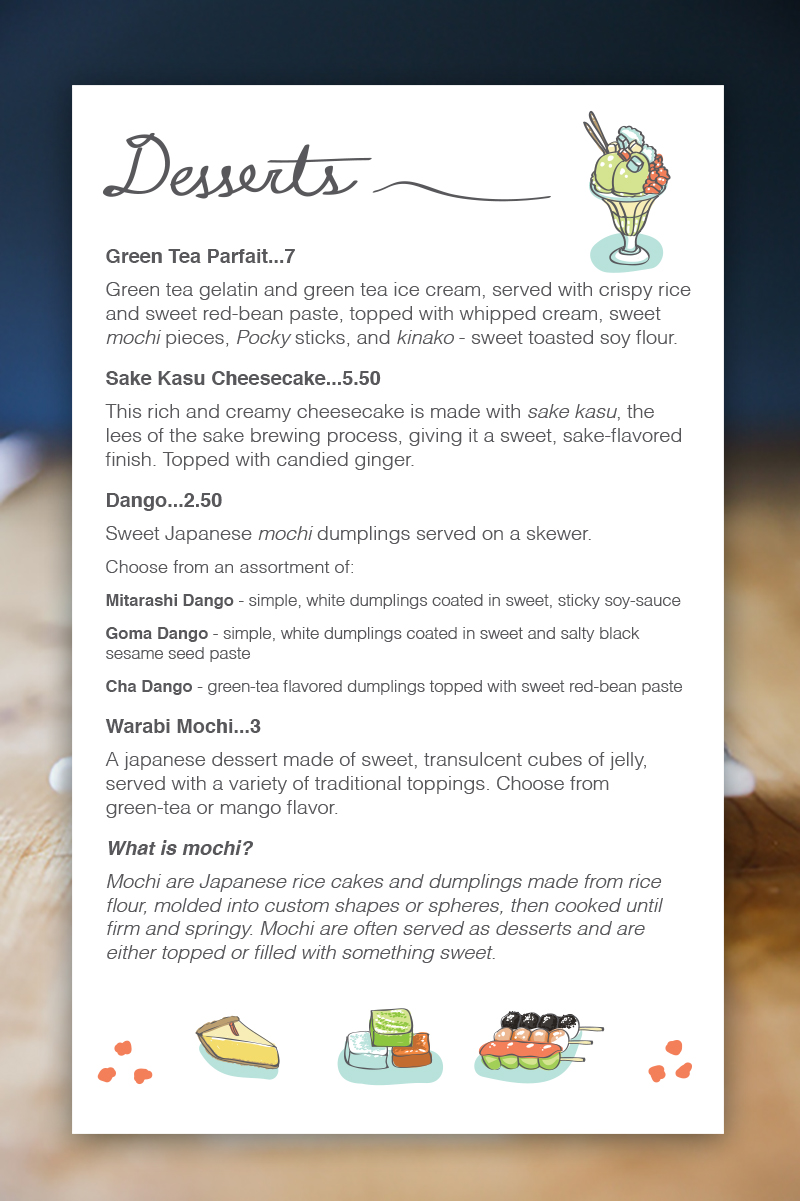 Desserts
Green Tea Parfait...7
Green tea gelatin and green tea ice cream, served with crispy rice
and sweet red-bean paste, topped with whipped cream, sweet
mochi pieces, Pocky sticks, and kinako - sweet toasted soy flour.
Sake Kasu Cheesecake...5.50
This rich and creamy cheesecake is made with sake kasu, the
lees of the sake brewing process, giving it a sweet, sake-flavored
finish. Topped with candied ginger.
Dango...2.50
Sweet Japanese mochi dumplings served on a skewer.
Choose from an assortment of:
Mitarashi Dango - simple, white dumplings coated in sweet, sticky soy-sauce
Goma Dango - simple, white dumplings coated in sweet and salty black
sesame seed paste
Cha Dango - green-tea flavored dumplings topped with sweet red-bean paste
Warabi Mochi...3
A japanese dessert made of sweet, transulcent cubes of jelly,
served with a variety of traditional toppings. Choose from
green-tea or mango flavor.
What is mochi?
Mochi are Japanese rice cakes and dumplings made from rice
flour, molded into custom shapes or spheres, then cooked until
firm and springy. Mochi are often served as desserts and are
either topped or filled with something sweet.